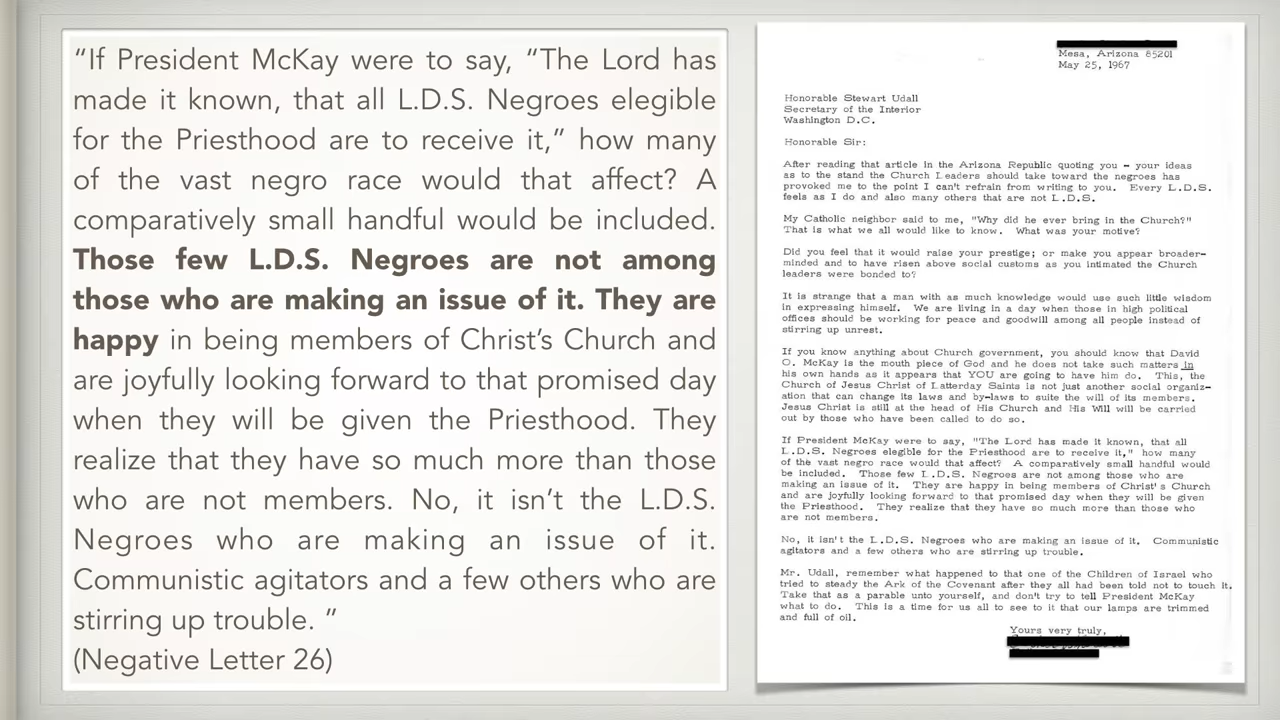 “If President McKay were to say, “The Lord has
made it known, that all L.D.S. Negroes elegible
for the Priesthood are to receive it,” how many
of the vast negro race would that affect? A
comparatively small handful would be included.
Those few L.D.S. Negroes are not among
those who are making an issue of it. They are
happy in being members of Christ’s Church and
are joyfully looking forward to that promised day
when they will be given the Priesthood. They
realize that they have so much more than those
who are not members. No, it isn’t the L.D.S.
Negroes who are making an issue of it.
Communistic agitators and a few others who are
stirring up trouble. ”
(Negative Letter 26)
Mesa, Arizona 85201
May 25, 1967
Honorable Stewart Udall
Secretary of the Interior
Washington D.C.
Honorable Sir:
After reading that article in the Arizona Republic quoting you - your ideas
as to the stand the Church Leaders should take toward the negroes has
provoked me to the point I can't refrain from writing to you. Every L.D.S.
feels as I do and also many others that are not L.D.S.
My Catholic neighbor said to me, "Why did he ever bring in the Church?"
That is what we all would like to know. What was your motive?
Did you feel that it would raise your prestige; or make you appear broader-
minded and to have risen above social customs as you intimated the Church
leaders were bonded to?
It is strange that a man with as much knowledge would use such little wisdom
in expressing himself. We are living in a day when those in high political
offices should be working for peace and goodwill among all people instead of
stirring up unrest.
If you know anything about Church government, you should know that David
O. McKay is the mouth piece of God and he does not take such matters in
his own hands as it appears that YOU are going to have him do. This, the
Church of Jesus Christ of Latterday Saints is not just another social organiz-
ation that can change its laws and by-laws to suite the will of its members.
Jesus Christ is still at the head of His Church and His Will will be carried
out by those who have been called to do so.
If President McKay were to say, "The Lord has made it known, that all
L.D.S. Negroes elegible for the Priesthood are to receive it," how many
of the vast negro race would that affect? A comparatively small handful would
be included. Those few L.D.S. Negroes are not among those who are
making an issue of it. They are happy in being members of Christ's Church
and are joyfully looking forward to that promised day when they will be given
the Priesthood. They realize that they have so much more than those who
are not members.
No, it isn't the L.D.S. Negroes who are making an issue of it. Communistic
agitators and a few others who are stirring up trouble.
Mr. Udall, remember what happened to that one of the Children of Israel who
tried to steady the Ark of the Covenant after they all had been told not to touch it.
Take that as a parable unto yourself, and don't try to tell President McKay
what to do. This is a time for us all to see to it that our lamps are trimmed
and full of oil.
Yours very truly,